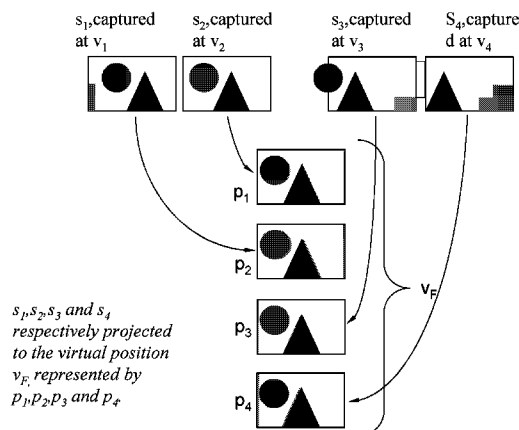 s1,captured at v1
s2,captured at v2
s3,captured at v3
S4,capture d at v4
p1
p2
vF
p3
p4
s1,s2,s3 and s4
respectively projected
to the virtual position
vF, represented by
p1,p2,p3 and p4.